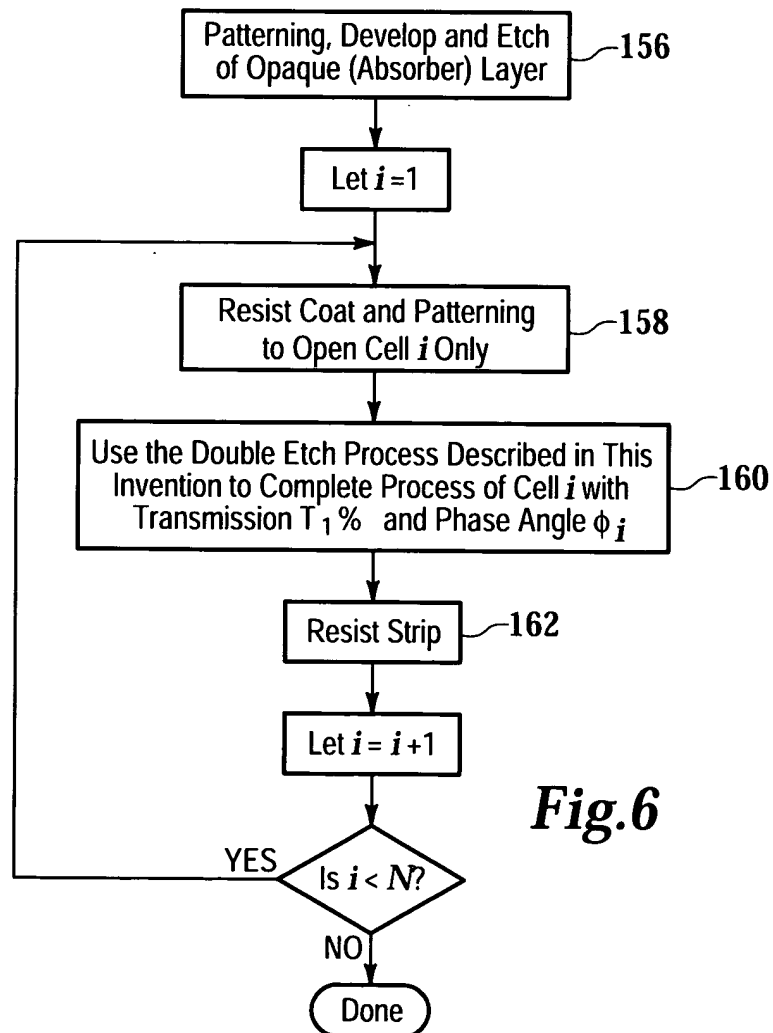 Patterning, Develop and Etch
of Opaque (Absorber) Layer
156
Let i=1
Resist Coat and Patterning
to Open Cell i Only
158
Use the Double Etch Process Described in This
Invention to Complete Process of Cell i with
Transmission T 1 % and Phase Angle ϕ i
160
Resist Strip
162
Let i = i +1
Fig.6
YES
Is i < N?
NO
Done